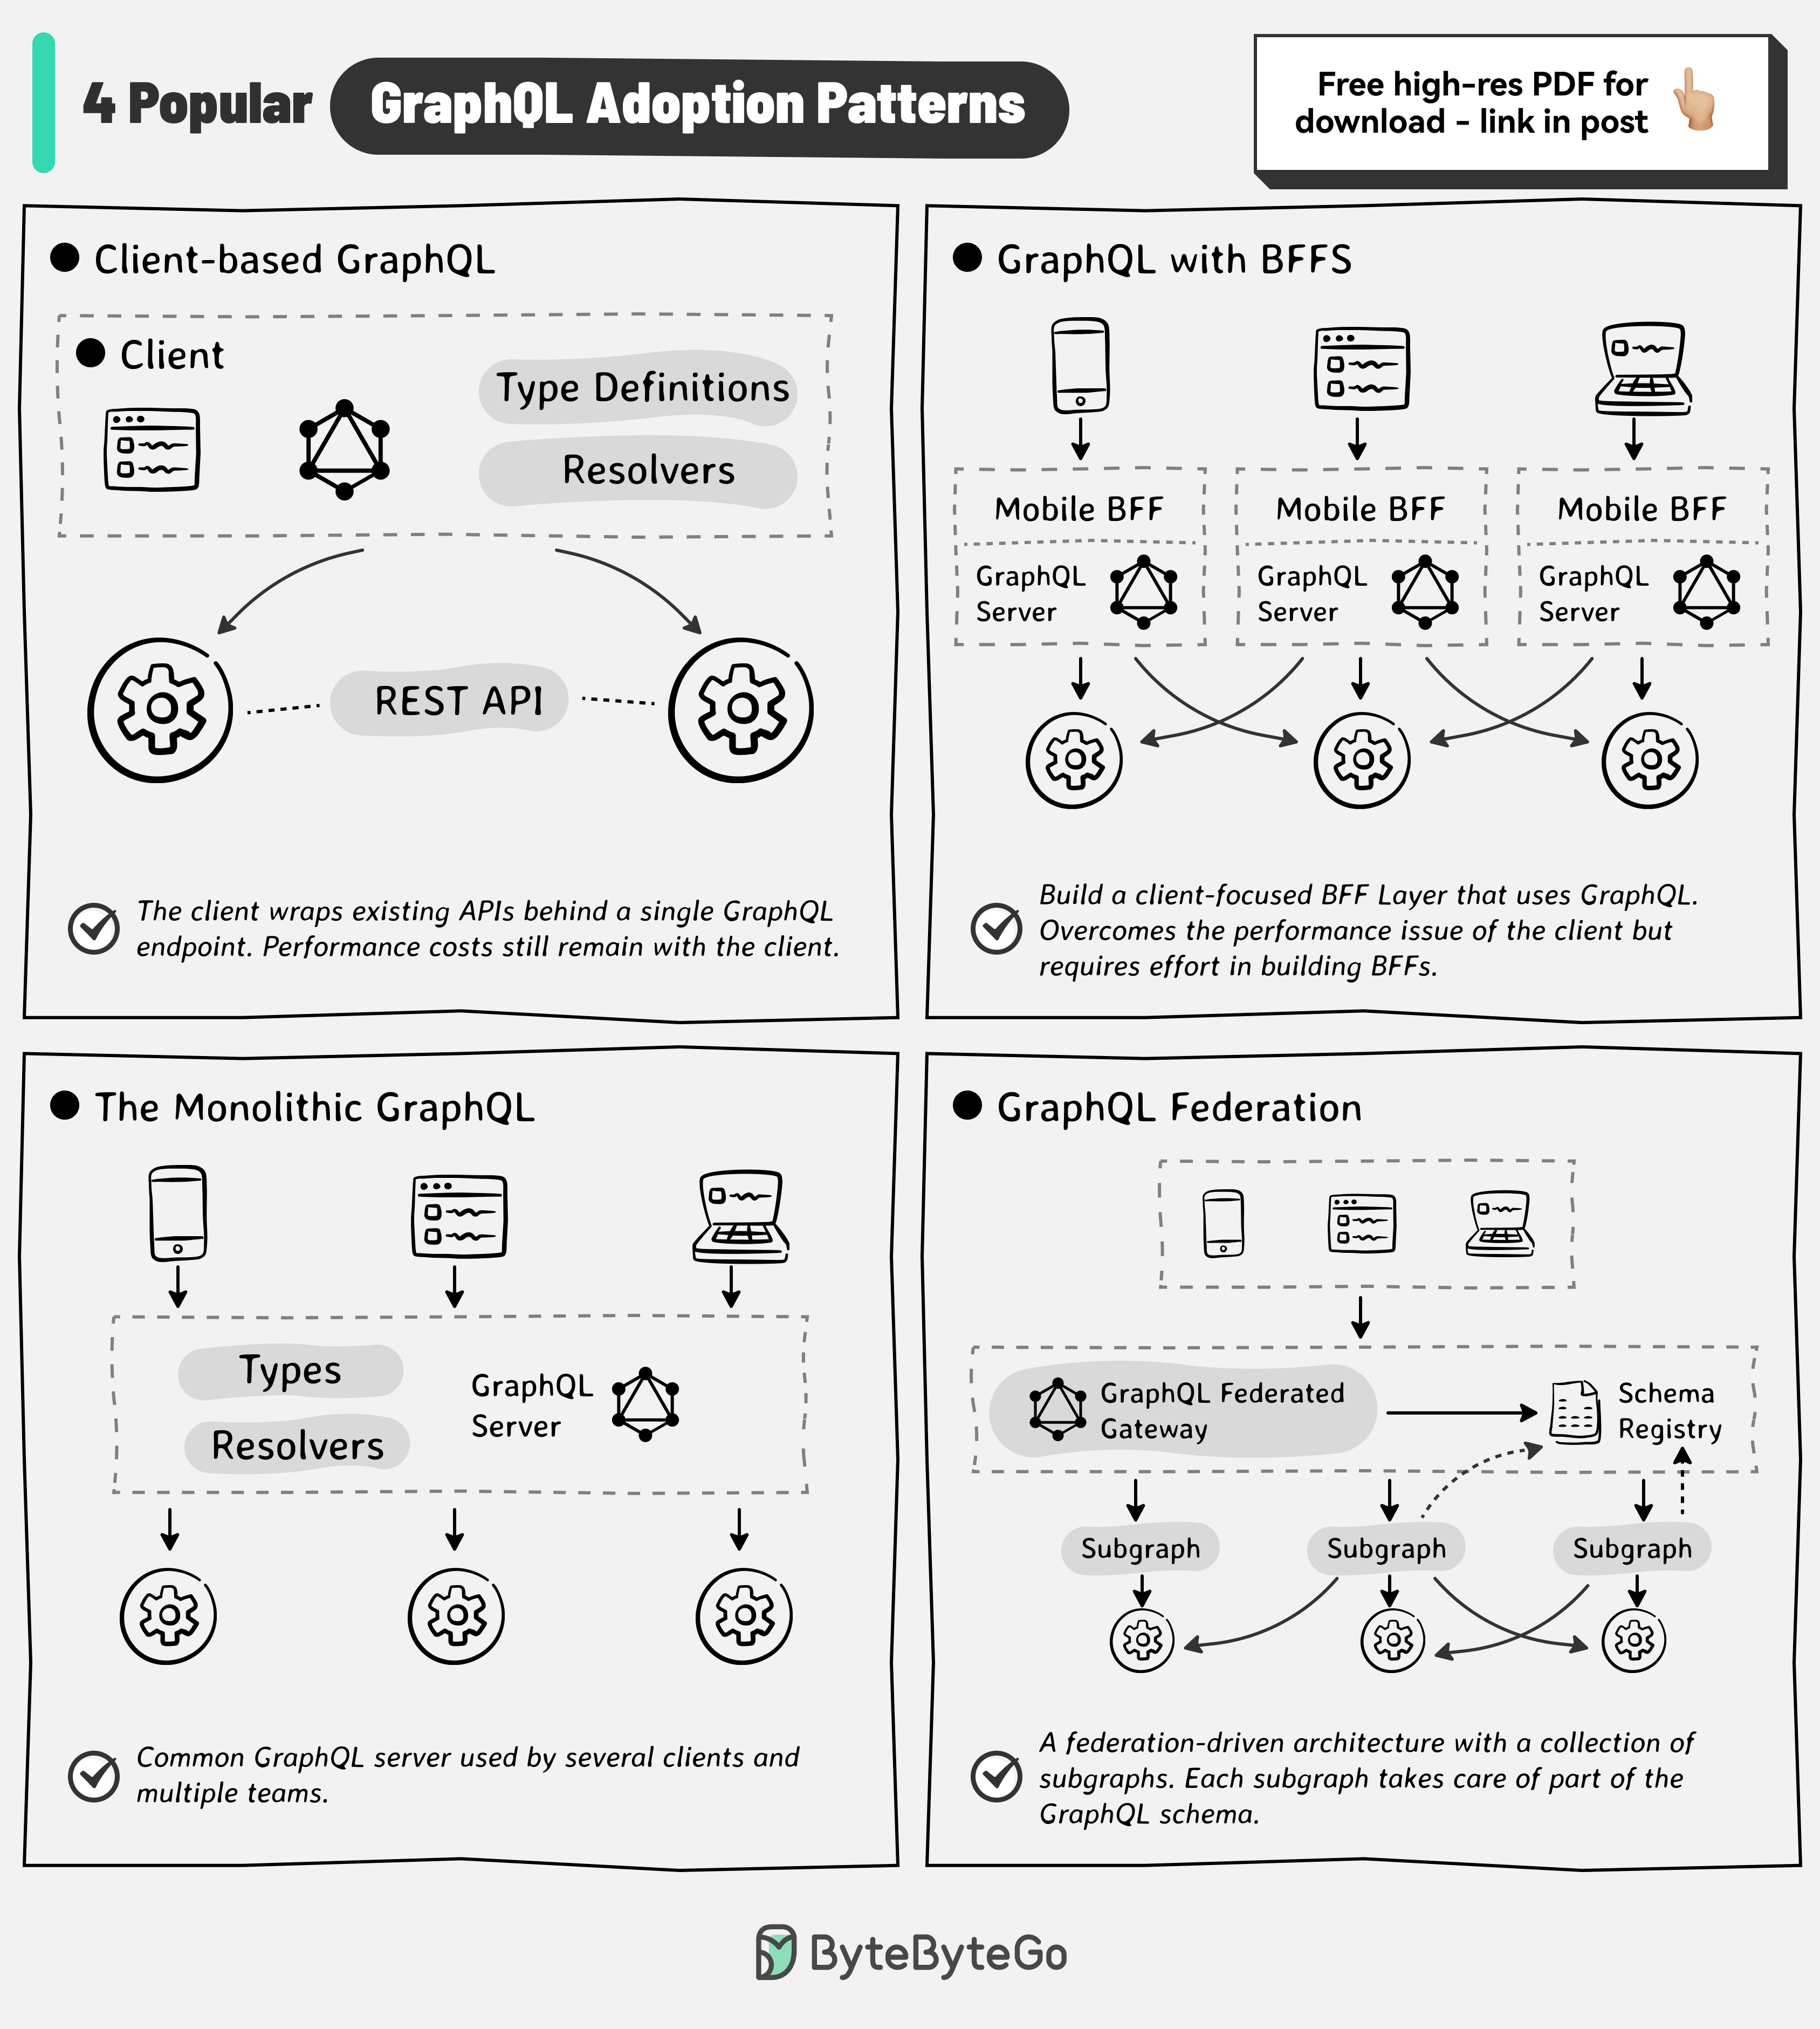 4 Popular GraphQL Adoption Patterns
Free high-res PDF for
download - link in post
Client-based GraphQL
Client
Type Definitions
Resolvers
REST API
The client wraps existing APIs behind a single GraphQL
endpoint. Performance costs still remain with the client.
GraphQL with BFFS
Mobile BFF
GraphQL
Server
Mobile BFF
GraphQL
Server
Mobile BFF
GraphQL
Server
Build a client-focused BFF Layer that uses GraphQL.
Overcomes the performance issue of the client but
requires effort in building BFFs.
The Monolithic GraphQL
Types
Resolvers
GraphQL
Server
Common GraphQL server used by several clients and
multiple teams.
GraphQL Federation
GraphQL Federated
Gateway
Schema
Registry
Subgraph
Subgraph
Subgraph
A federation-driven architecture with a collection of
subgraphs. Each subgraph takes care of part of the
GraphQL schema.
ByteByteGo